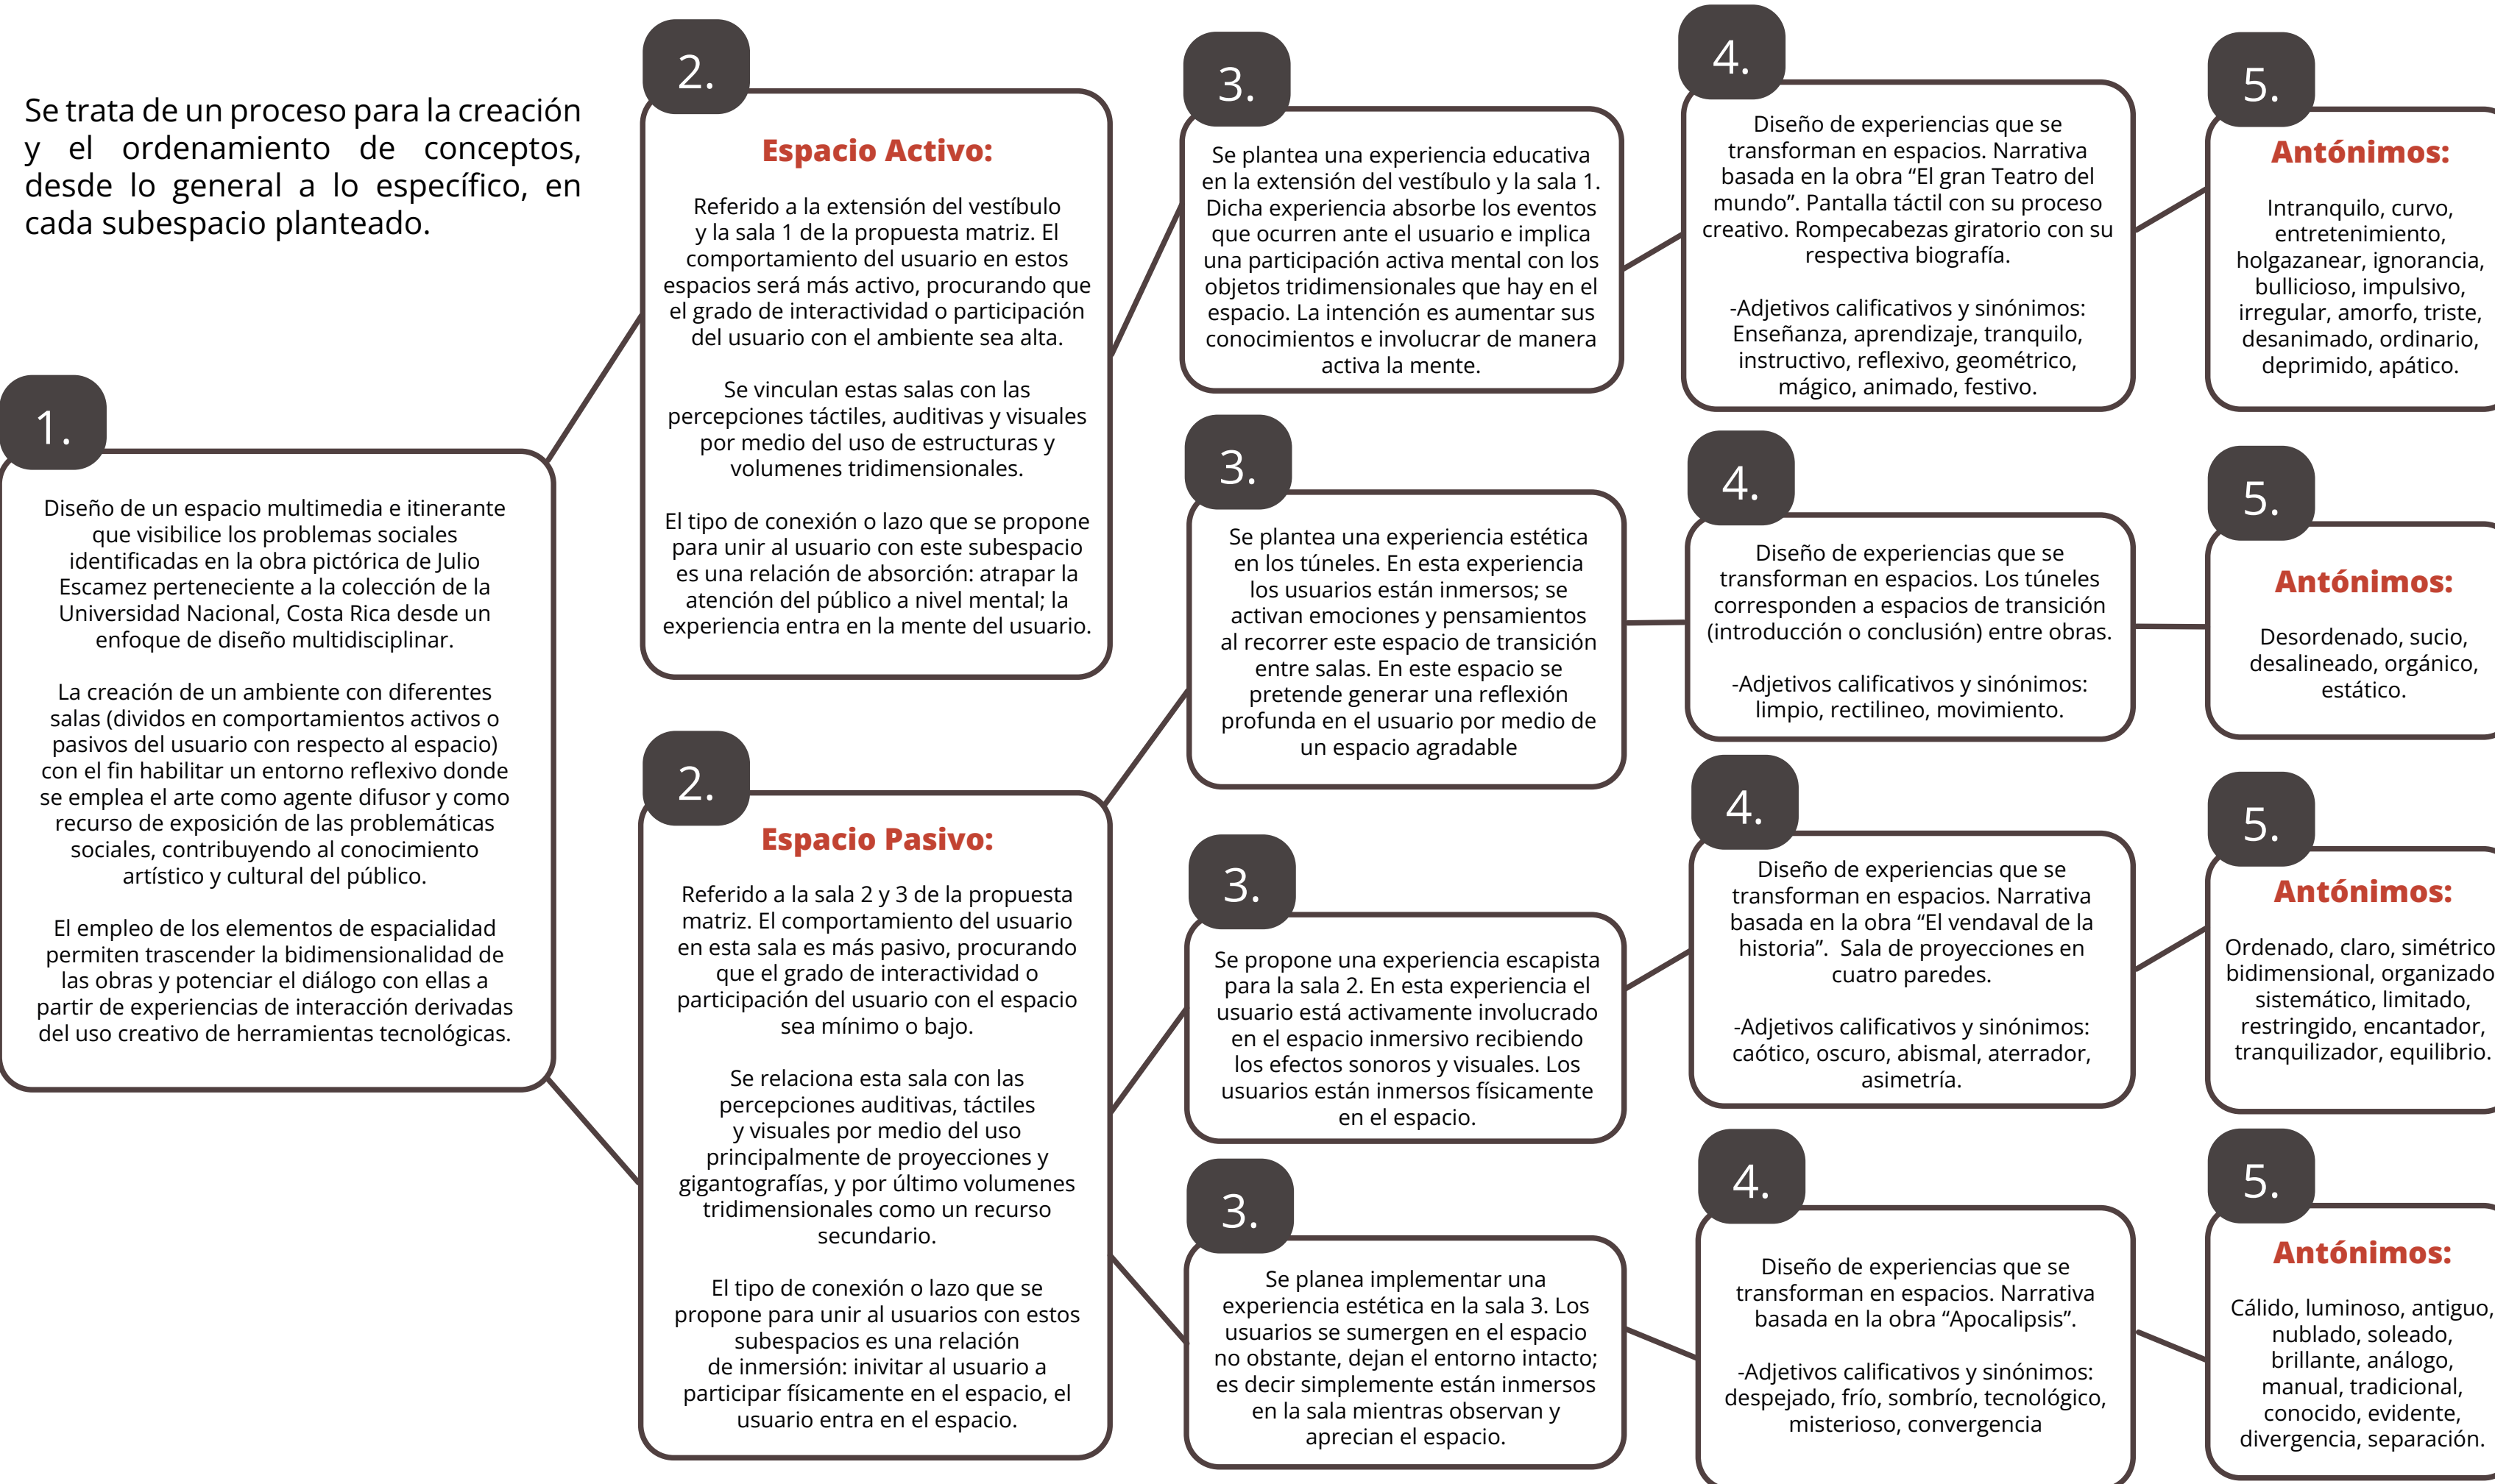 Se trata de un proceso para la creación
y el ordenamiento de conceptos,
desde lo general a lo específico, en
cada subespacio planteado.
1.
Diseño de un espacio multimedia e itinerante
que visibilice los problemas sociales
identificadas en la obra pictórica de Julio
Escamez perteneciente a la colección de la
Universidad Nacional, Costa Rica desde un
enfoque de diseño multidisciplinar.
La creación de un ambiente con diferentes
salas (dividos en comportamientos activos o
pasivos del usuario con respecto al espacio)
con el fin habilitar un entorno reflexivo donde
se emplea el arte como agente difusor y como
recurso de exposición de las problemáticas
sociales, contribuyendo al conocimiento
artístico y cultural del público.
El empleo de los elementos de espacialidad
permiten trascender la bidimensionalidad de
las obras y potenciar el diálogo con ellas a
partir de experiencias de interacción derivadas
del uso creativo de herramientas tecnológicas.
2.
Espacio Activo:
Referido a la extensión del vestíbulo
y la sala 1 de la propuesta matriz. El
comportamiento del usuario en estos
espacios será más activo, procurando que
el grado de interactividad o participación
del usuario con el ambiente sea alta.
Se vinculan estas salas con las
percepciones táctiles, auditivas y visuales
por medio del uso de estructuras y
volumenes tridimensionales.
El tipo de conexión o lazo que se propone
para unir al usuario con este subespacio
es una relación de absorción: atrapar la
atención del público a nivel mental; la
experiencia entra en la mente del usuario.
2.
Espacio Pasivo:
Referido a la sala 2 y 3 de la propuesta
matriz. El comportamiento del usuario
en esta sala es más pasivo, procurando
que el grado de interactividad o
participación del usuario con el espacio
sea mínimo o bajo.
Se relaciona esta sala con las
percepciones auditivas, táctiles
y visuales por medio del uso
principalmente de proyecciones y
gigantografías, y por último volumenes
tridimensionales como un recurso
secundario.
El tipo de conexión o lazo que se
propone para unir al usuarios con estos
subespacios es una relación
de inmersión: inivitar al usuario a
participar físicamente en el espacio, el
usuario entra en el espacio.
3.
Se plantea una experiencia educativa
en la extensión del vestíbulo y la sala 1.
Dicha experiencia absorbe los eventos
que ocurren ante el usuario e implica
una participación activa mental con los
objetos tridimensionales que hay en el
espacio. La intención es aumentar sus
conocimientos e involucrar de manera
activa la mente.
4.
Diseño de experiencias que se
transforman en espacios. Narrativa
basada en la obra “El gran Teatro del
mundo”. Pantalla táctil con su proceso
creativo. Rompecabezas giratorio con su
respectiva biografía.
-Adjetivos calificativos y sinónimos:
Enseñanza, aprendizaje, tranquilo,
instructivo, reflexivo, geométrico,
mágico, animado, festivo.
5.
Antónimos:
Intranquilo, curvo,
entretenimiento,
holgazanear, ignorancia,
bullicioso, impulsivo,
irregular, amorfo, triste,
desanimado, ordinario,
deprimido, apático.
3.
Se plantea una experiencia estética
en los túneles. En esta experiencia
los usuarios están inmersos; se
activan emociones y pensamientos
al recorrer este espacio de transición
entre salas. En este espacio se
pretende generar una reflexión
profunda en el usuario por medio de
un espacio agradable
4.
Diseño de experiencias que se
transforman en espacios. Los túneles
corresponden a espacios de transición
(introducción o conclusión) entre obras.
-Adjetivos calificativos y sinónimos:
limpio, rectilineo, movimiento.
5.
Antónimos:
Desordenado, sucio,
desalineado, orgánico,
estático.
3.
Se propone una experiencia escapista
para la sala 2. En esta experiencia el
usuario está activamente involucrado
en el espacio inmersivo recibiendo
los efectos sonoros y visuales. Los
usuarios están inmersos físicamente
en el espacio.
4.
Diseño de experiencias que se
transforman en espacios. Narrativa
basada en la obra “El vendaval de la
historia”. Sala de proyecciones en
cuatro paredes.
-Adjetivos calificativos y sinónimos:
caótico, oscuro, abismal, aterrador,
asimetría.
5.
Antónimos:
Ordenado, claro, simétrico
bidimensional, organizado
sistemático, limitado,
restringido, encantador,
tranquilizador, equilibrio.
3.
Se planea implementar una
experiencia estética en la sala 3. Los
usuarios se sumergen en el espacio
no obstante, dejan el entorno intacto;
es decir simplemente están inmersos
en la sala mientras observan y
aprecian el espacio.
4.
Diseño de experiencias que se
transforman en espacios. Narrativa
basada en la obra “Apocalipsis”.
-Adjetivos calificativos y sinónimos:
despejado, frío, sombrío, tecnológico,
misterioso, convergencia
5.
Antónimos:
Cálido, luminoso, antiguo,
nublado, soleado,
brillante, análogo,
manual, tradicional,
conocido, evidente,
divergencia, separación.